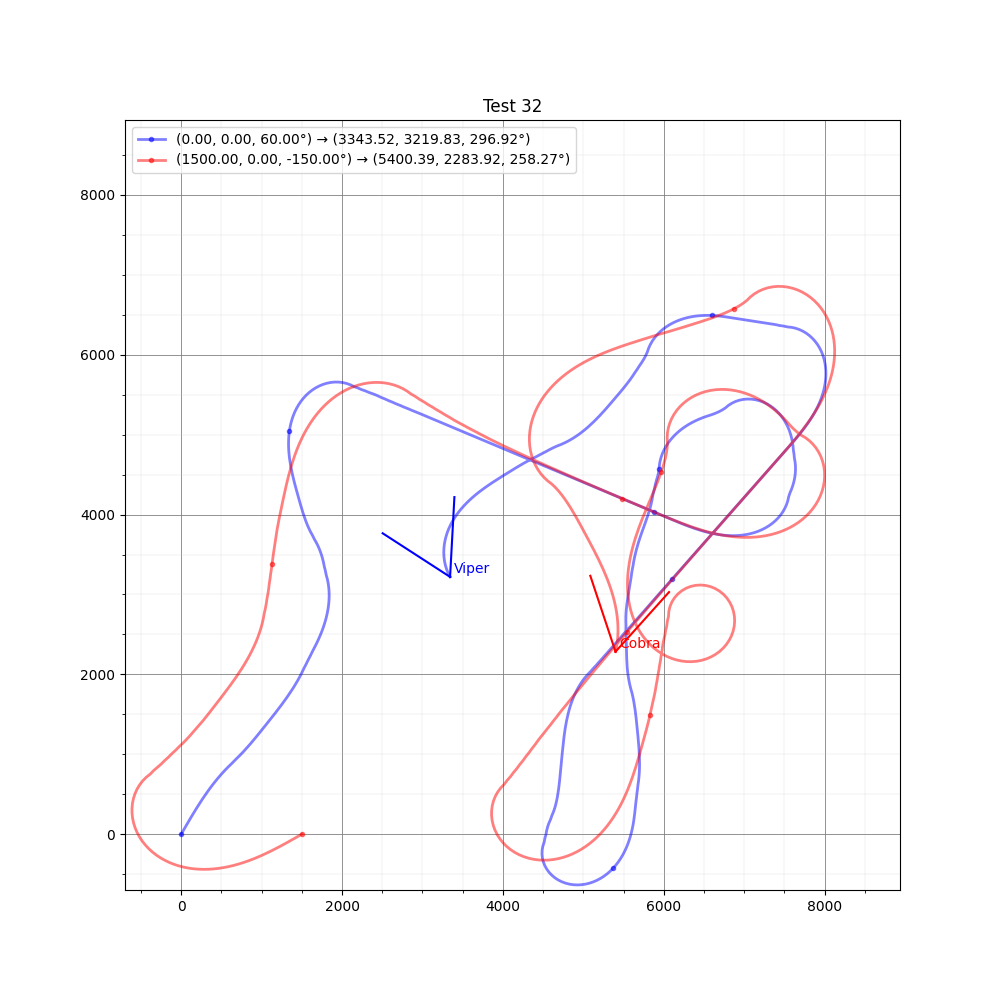 Test 32
(0.00, 0.00, 60.00°) → (3343.52, 3219.83, 296.92°)
(1500.00, 0.00, -150.00°) → (5400.39, 2283.92, 258.27°)
8000
6000
4000
2000
0
Viper
Cobra
0 2000 4000 6000 8000